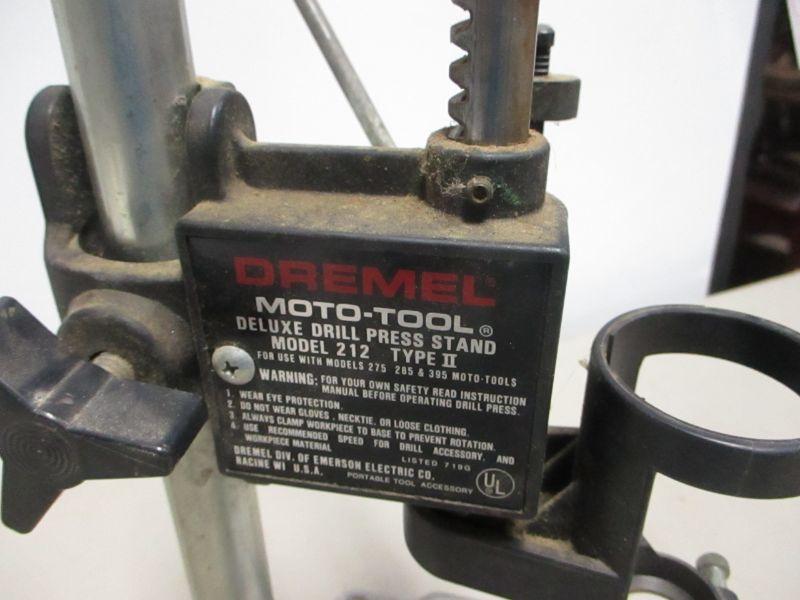 DREMEL
MOTO-TOOL®
DELUXE DRILL PRESS STAND
MODEL 212 TYPE II
FOR USE WITH MODELS 275 285 & 395 MOTO-TOOLS
WARNING: FOR YOUR OWN SAFETY READ INSTRUCTION
MANUAL BEFORE OPERATING DRILL PRESS.
1. WEAR EYE PROTECTION.
2. DO NOT WEAR GLOVES, NECKTIE, OR LOOSE CLOTHING.
3. ALWAYS CLAMP WORKPIECE TO BASE TO PREVENT ROTATION.
4. USE RECOMMENDED SPEED FOR DRILL ACCESSORY. AND
WORKPIECE MATERIAL
LISTED 719G
DREMEL DIV. OF EMERSON ELECTRIC CO.
RACINE WI U.S.A.
PORTABLE TOOL ACCESSORY
UL